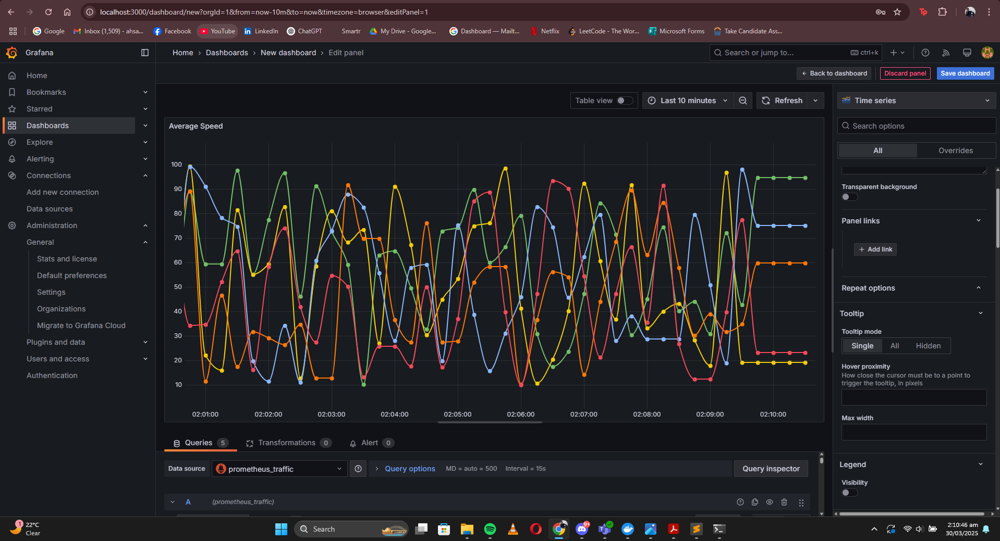 localhost:3000/dashboard/new?orgId=1&from=now-10m&to=now&timezone=browser&editPanel=1
Tp
Google
Inbox (1,509) - ahsa...
Facebook
YouTube
LinkedIn
ChatGPT
Smartr
My Drive - Google...
Dashboard — Mailt...
Netflix
LeetCode - The Wor...
Microsoft Forms
Take Candidate Ass...
Grafana
Home › Dashboards › New dashboard › Edit panel
Search or jump to...
ctrl+k
Back to dashboard
Discard panel
Save dashboard
Home
Bookmarks
Starred
Dashboards
Explore
Alerting
Connections
Add new connection
Data sources
Administration
General
Stats and license
Default preferences
Settings
Organizations
Migrate to Grafana Cloud
Plugins and data
Users and access
Authentication
Table view
Last 10 minutes
Refresh
Average Speed
100
90
80
70
60
50
40
30
20
10
02:01:00
02:02:00
02:03:00
02:04:00
02:05:00
02:06:00
02:07:00
02:08:00
02:09:00
02:10:00
Queries 5
Transformations 0
Alert 0
Data source
prometheus_traffic
Query options
MD = auto = 500
Interval = 15s
Query inspector
A
(prometheus_traffic)
Time series
Search options
All
Overrides
Transparent background
Panel links
+ Add link
Repeat options
Tooltip
Tooltip mode
Single
All
Hidden
Hover proximity
How close the cursor must be to a point to
trigger the tooltip, in pixels
Max width
Legend
Visibility
1
22°C
Clear
Search
9+
2:10:46 am
30/03/2025